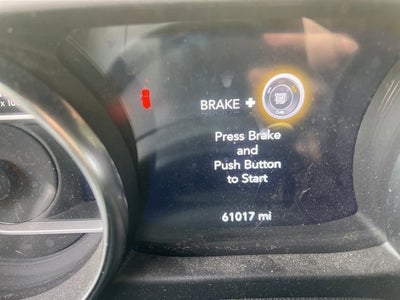 BRAKE +
Press Brake
and
Push Button
to Start
61017 mi